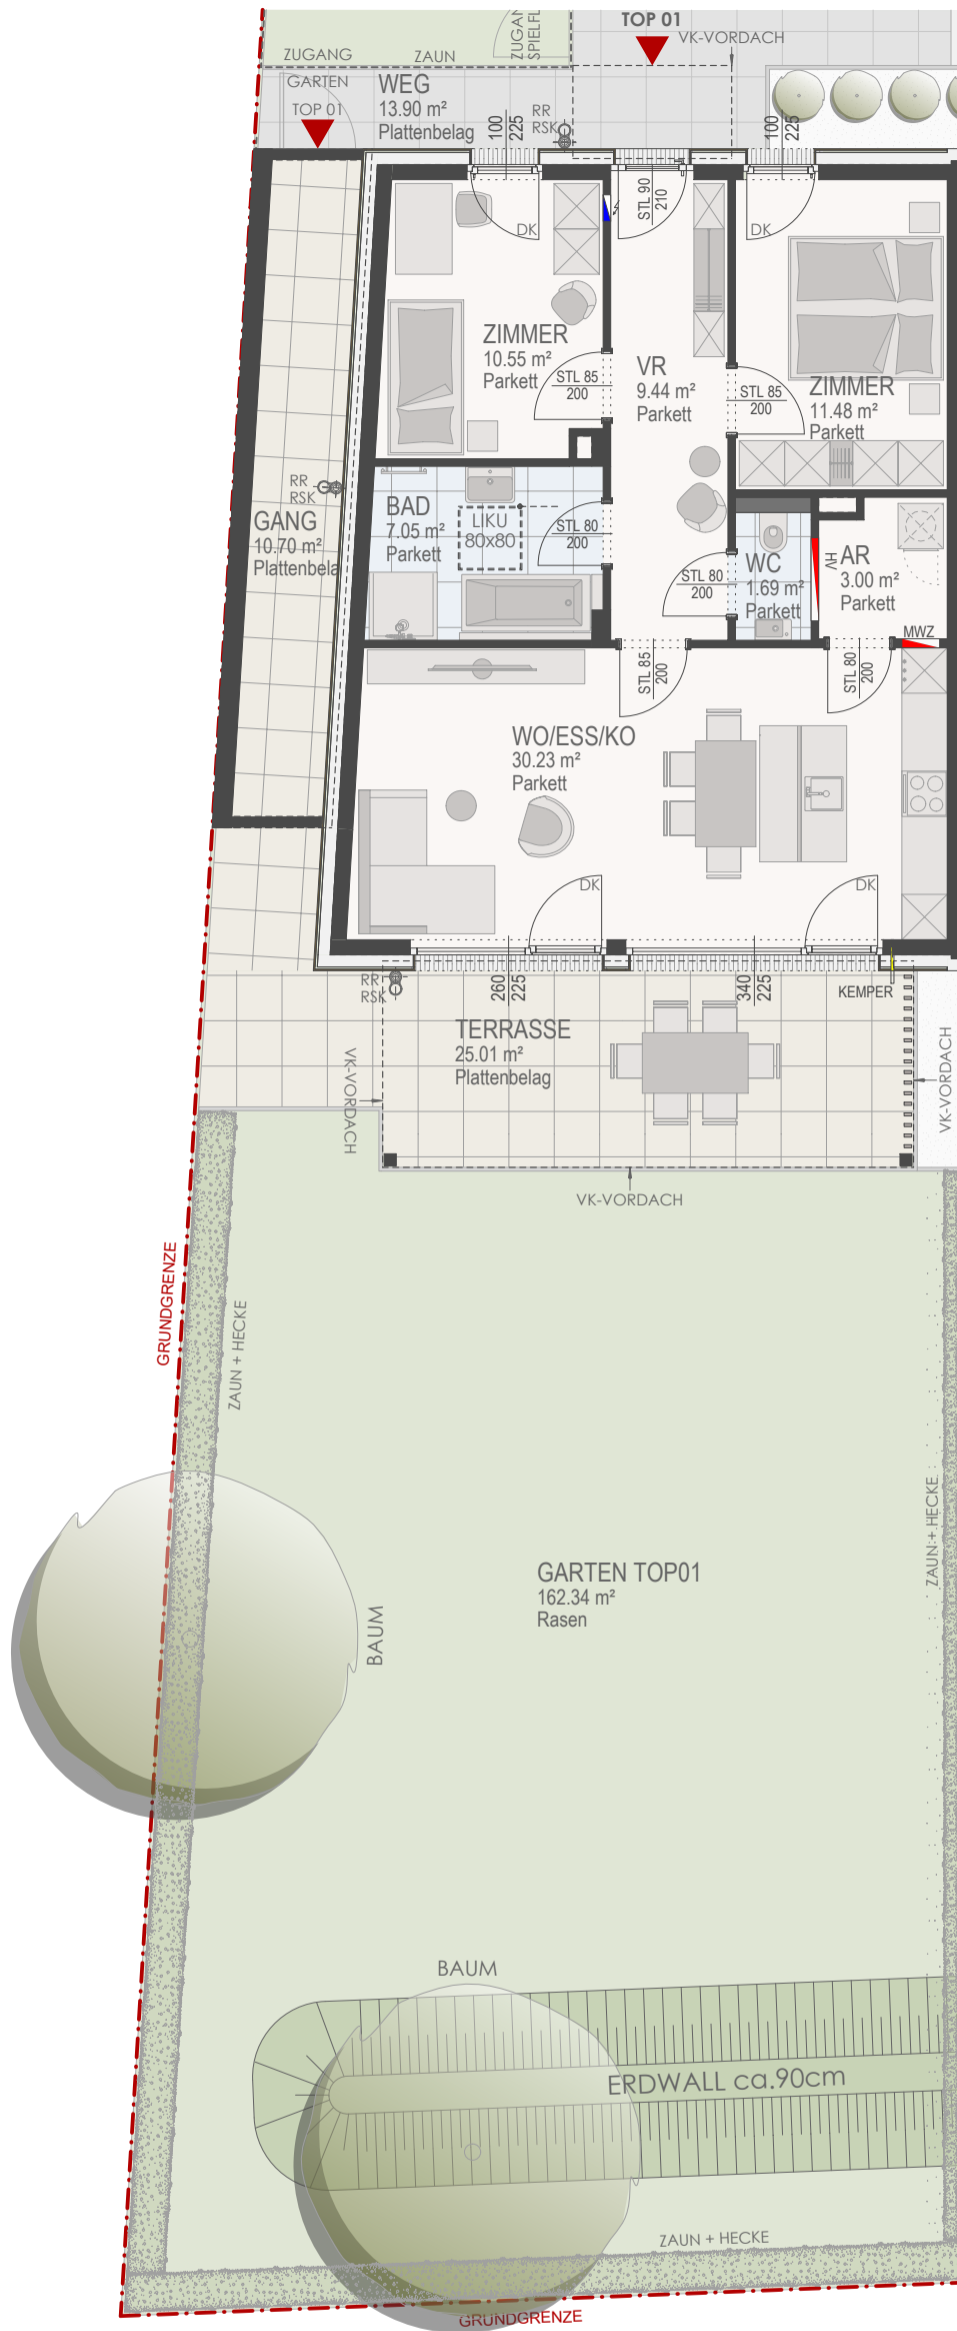 TOP 01
VK-VORDACH
ZUGANG
ZAUN
ZUGAN
SPIELFL
GARTEN
TOP 01
WEG
13.90 m²
Plattenbelag
RR
RSK
100
225
100
225
STL 90
210
DK
DK
ZIMMER
10.55 m²
Parkett
STL 85
200
VR
9.44 m²
Parkett
STL 85
200
ZIMMER
11.48 m²
Parkett
RR
RSK
GANG
10.70 m²
Plattenbela
BAD
7.05 m²
Parkett
LIKU
80x80
STL 80
200
STL 80
200
WC
1.69 m²
Parkett
HV
AR
3.00 m²
Parkett
MWZ
STL 85
200
STL 80
200
WO/ESS/KO
30.23 m²
Parkett
DK
DK
RR
RSK
260
225
340
225
KEMPER
TERRASSE
25.01 m²
Plattenbelag
VK-VORDACH
VK-VORDACH
VK-VORDACH
GRUNDGRENZE
ZAUN + HECKE
ZAUN + HECKE
GARTEN TOP01
162.34 m²
Rasen
BAUM
BAUM
ERDWALL ca.90cm
ZAUN + HECKE
GRUNDGRENZE